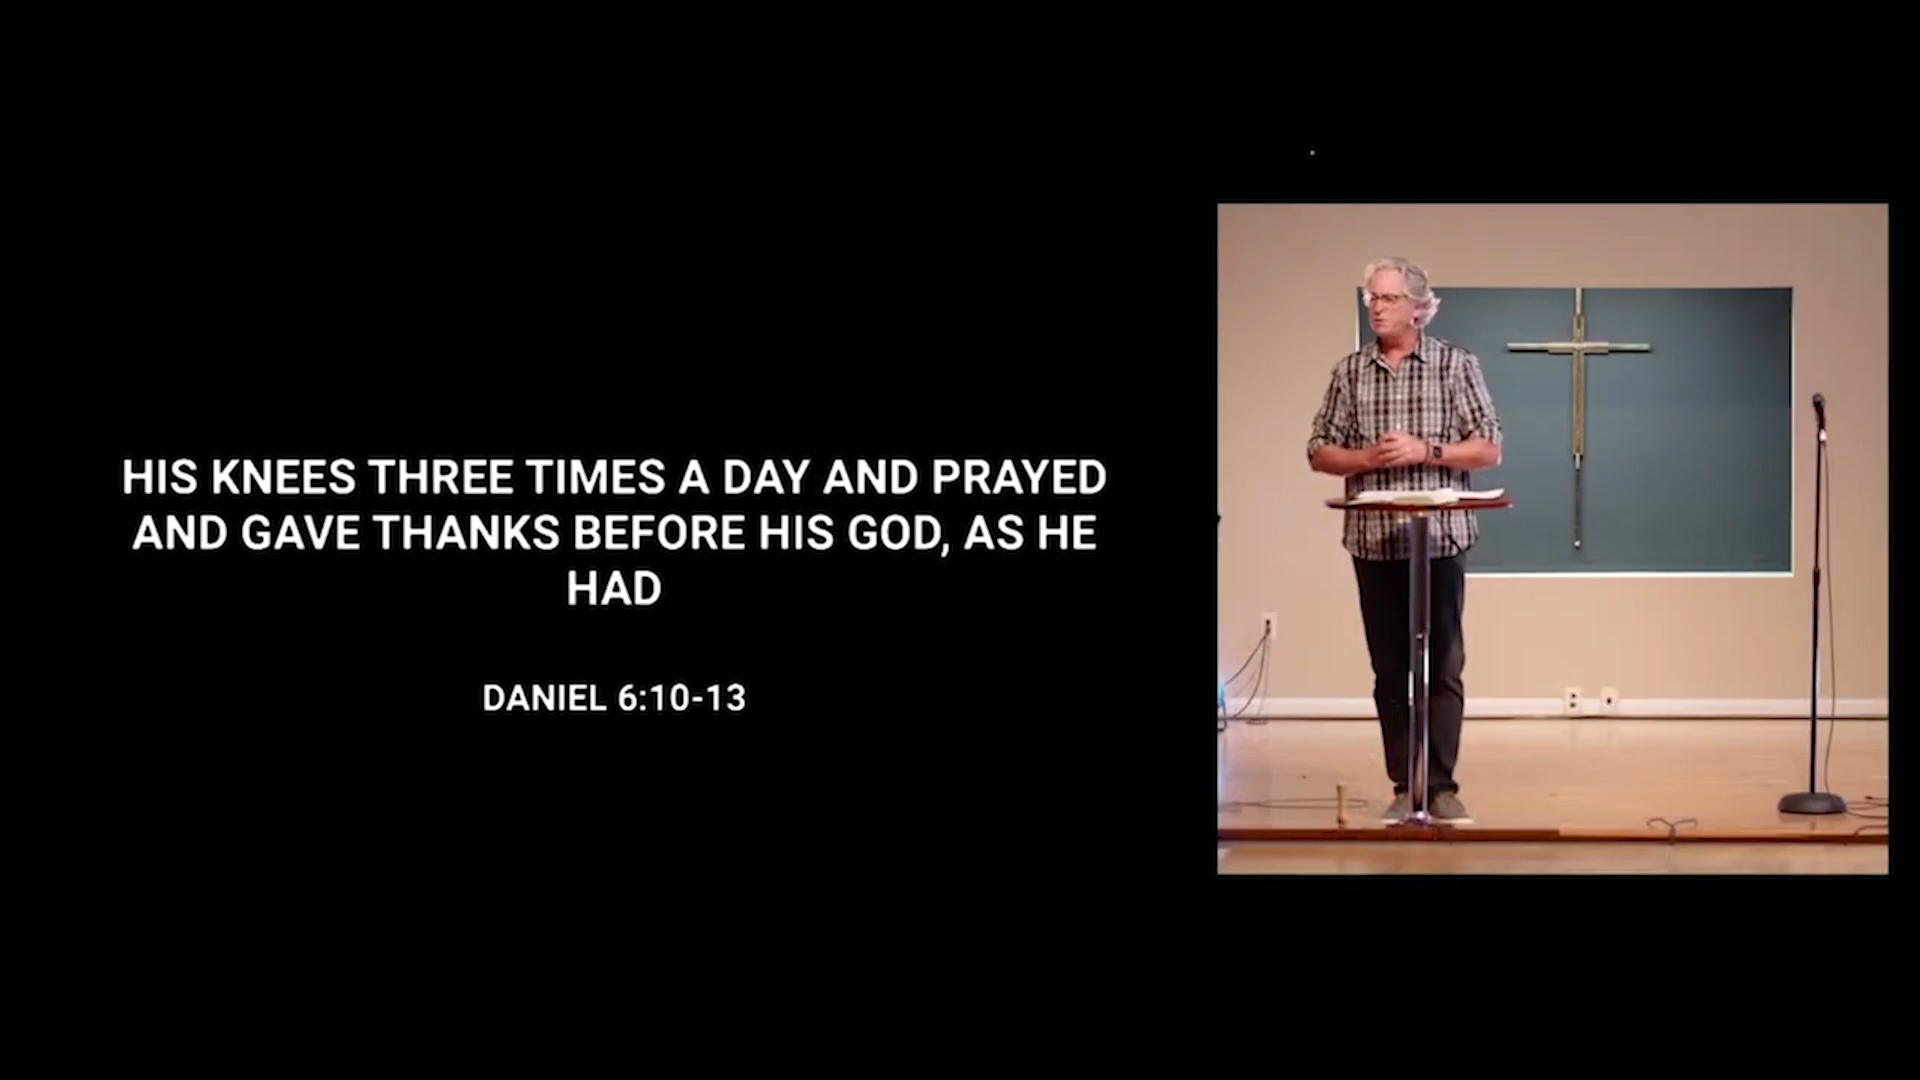 HIS KNEES THREE TIMES A DAY AND PRAYED
AND GAVE THANKS BEFORE HIS GOD, AS HE
HAD
DANIEL 6:10-13